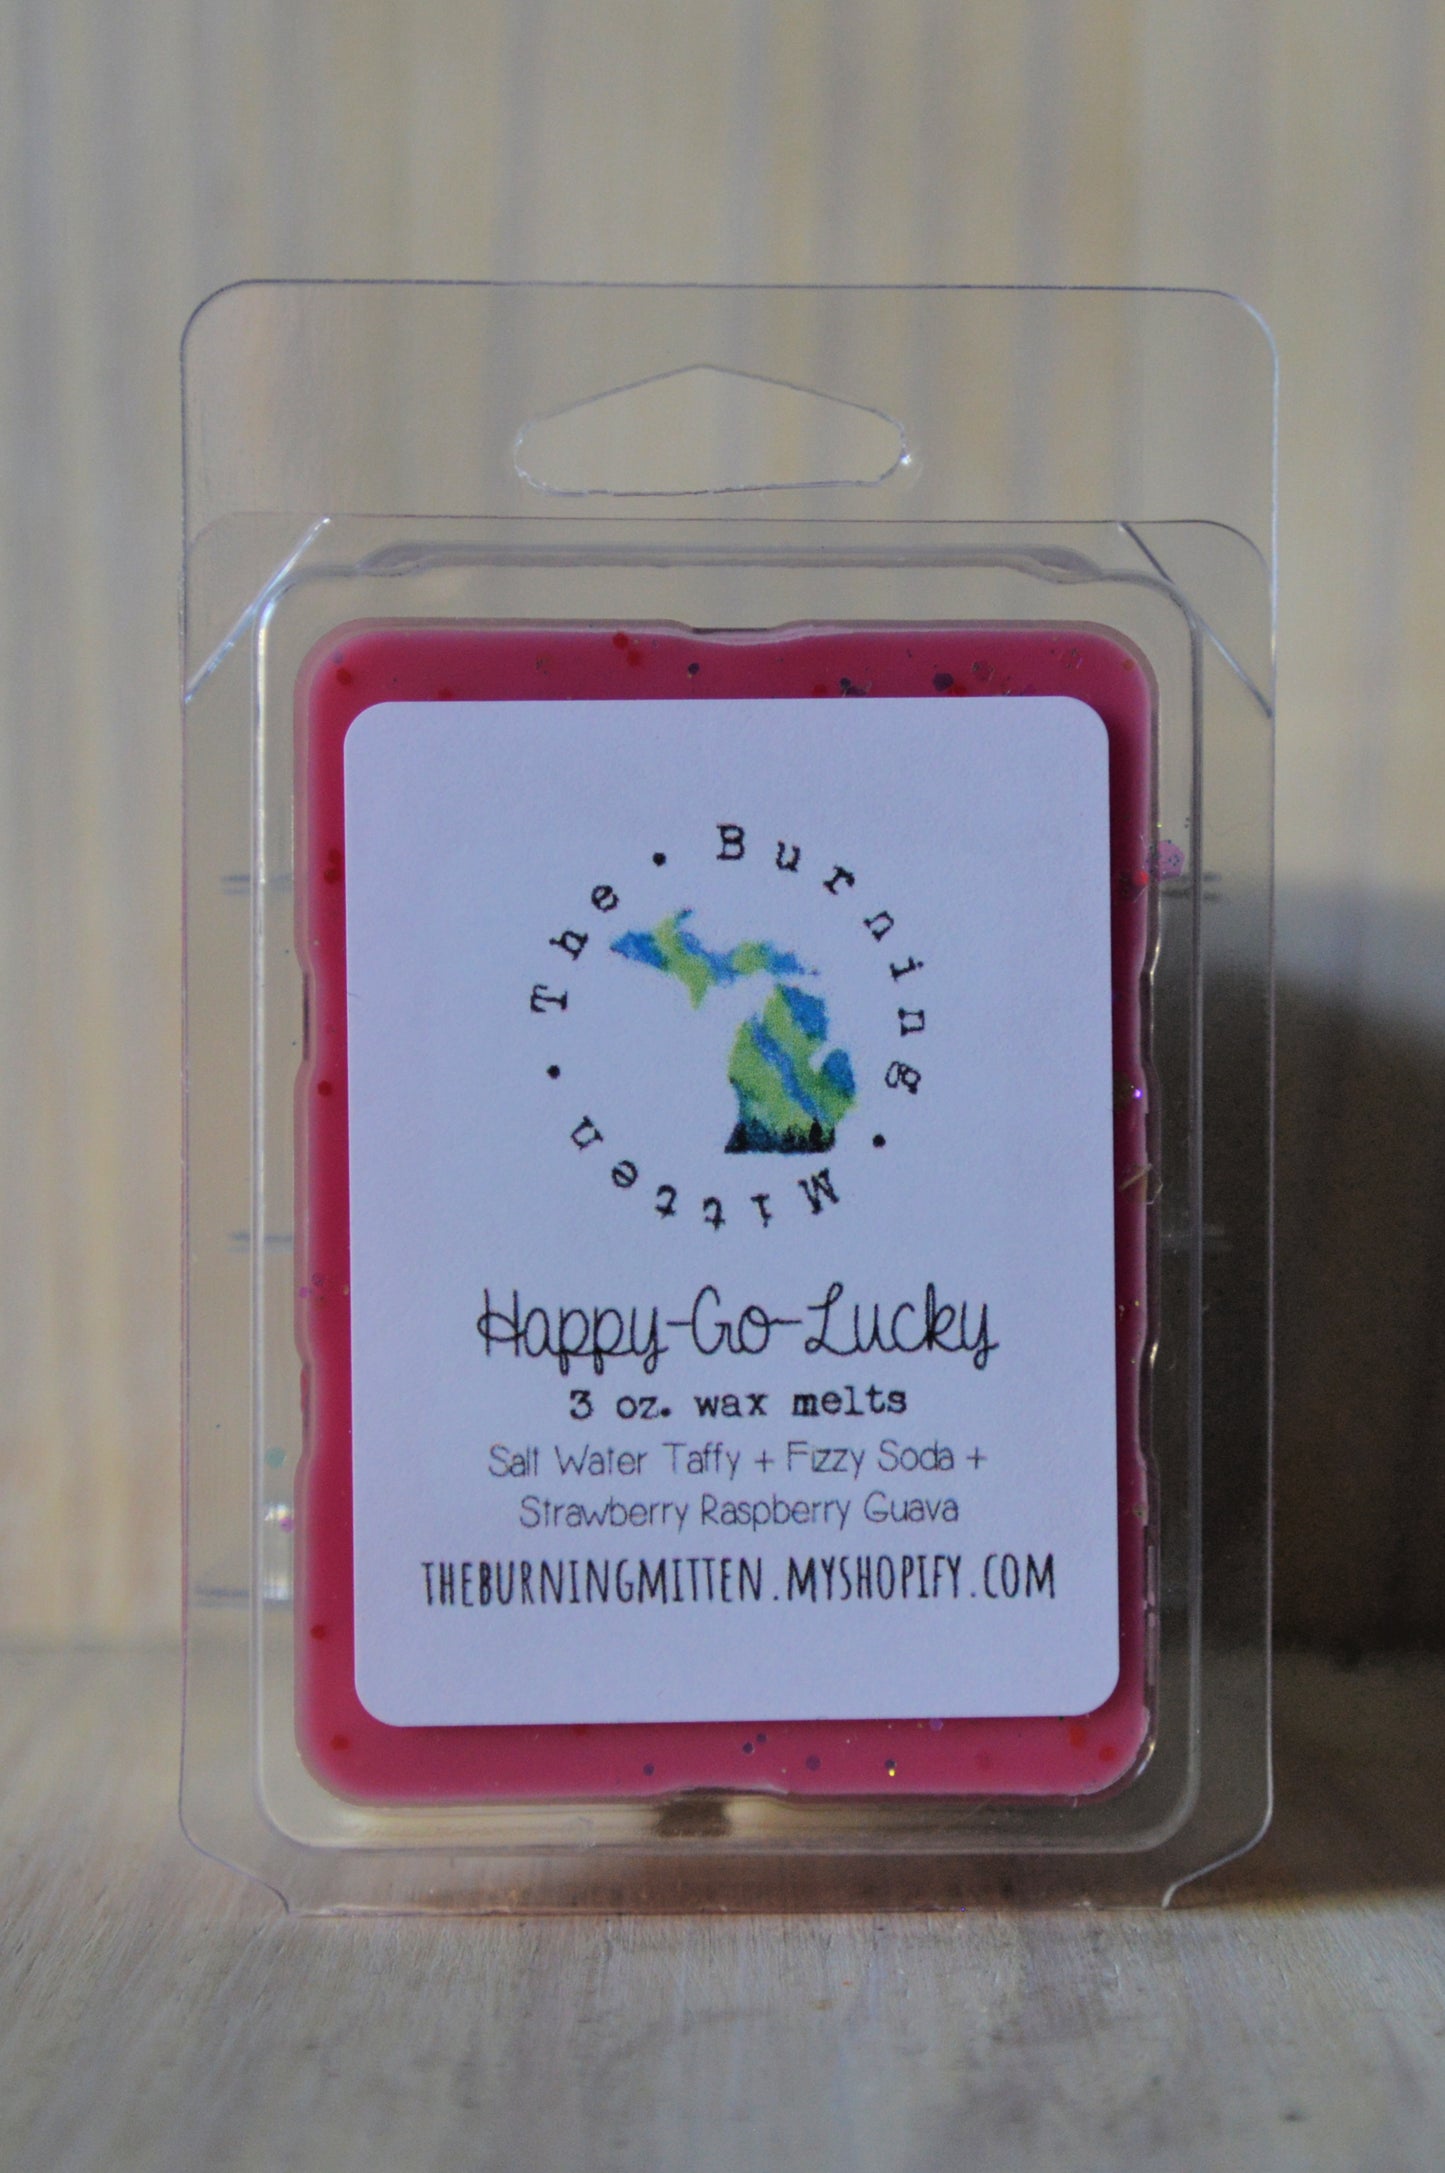 The • Burning • Mitten •
Happy-Go-Lucky
3 oz. wax melts
Salt Water Taffy + Fizzy Soda +
Strawberry Raspberry Guava
THEBURNINGMITTEN.MYSHOPIFY.COM